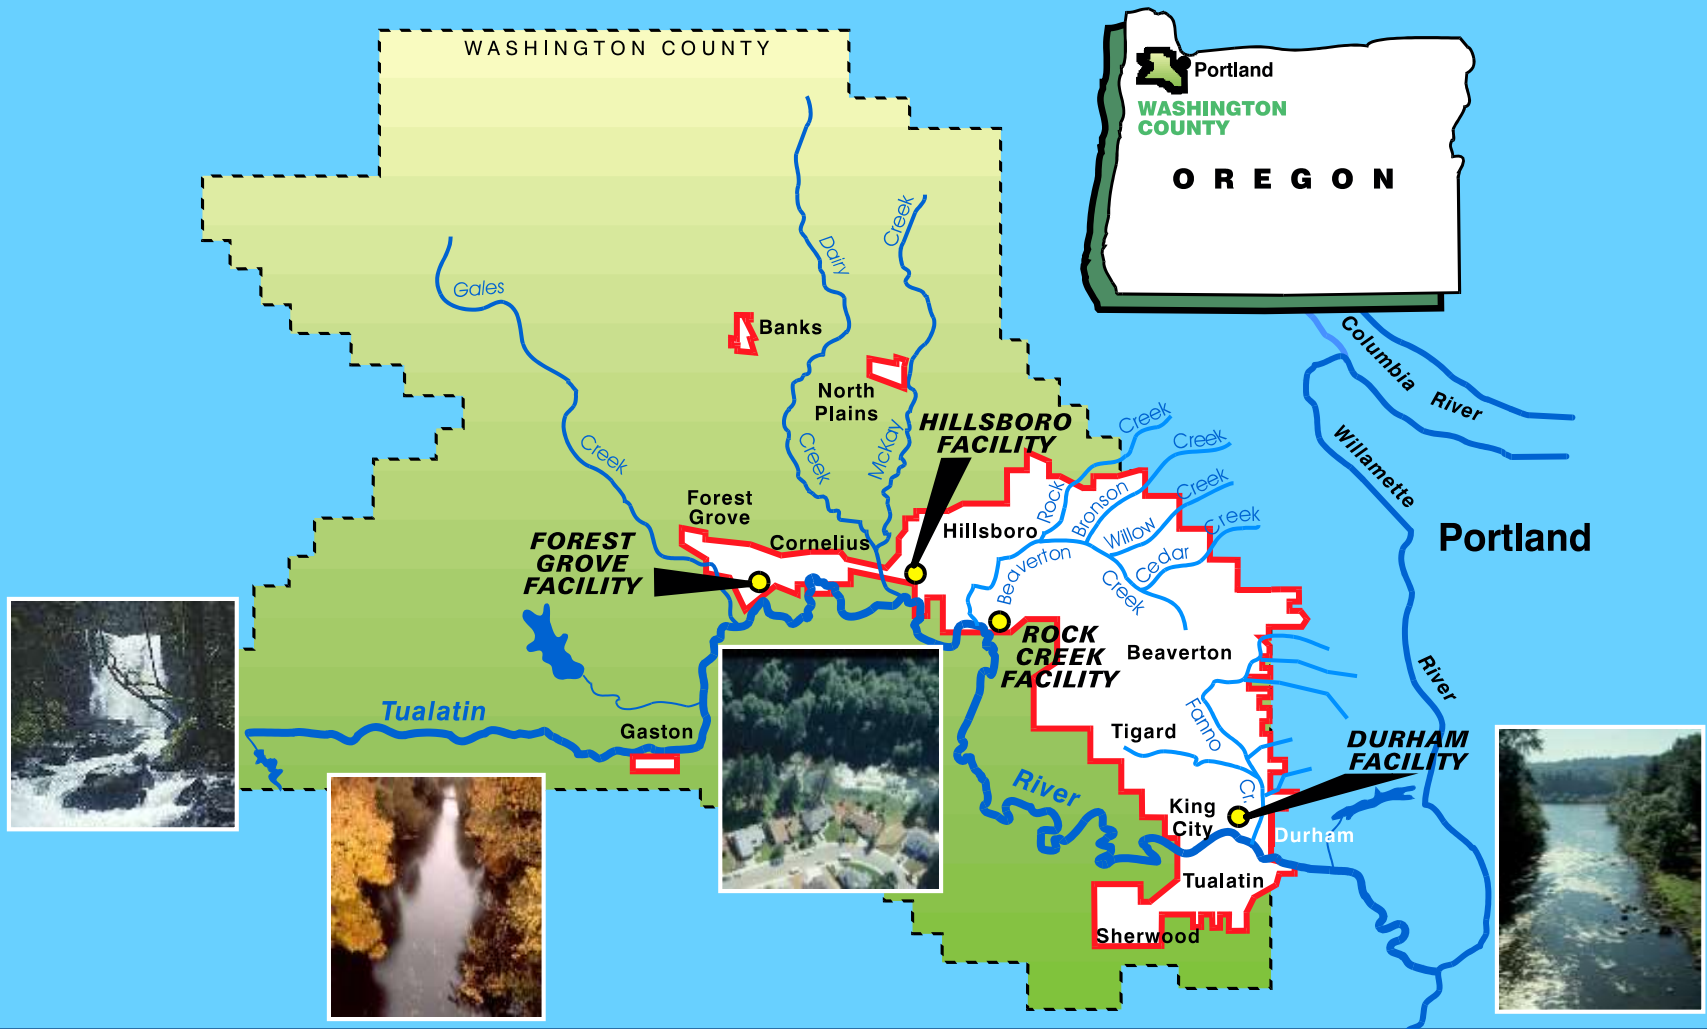 WASHINGTON COUNTY
Portland
WASHINGTON
COUNTY
OREGON
Columbia River
Willamette River
Portland
Gales Creek
Dairy Creek
McKay Creek
Banks
North
Plains
HILLSBORO
FACILITY
Forest
Grove
Cornelius
Hillsboro
FOREST
GROVE
FACILITY
Rock Creek
Bronson Creek
Willow Creek
Cedar Creek
Beaverton Creek
ROCK
CREEK
FACILITY
Beaverton
Tualatin River
Gaston
Tigard
Fanno Cr.
DURHAM
FACILITY
King
City
Durham
Tualatin
Sherwood